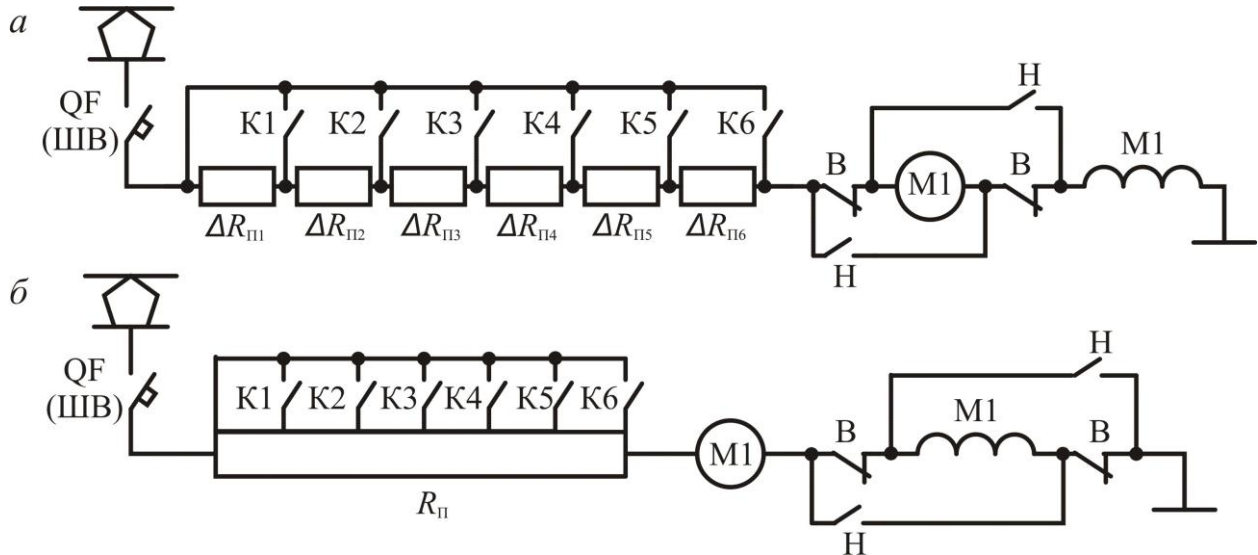 а
QF
(ШВ)
К1 К2 К3 К4 К5 К6
Н
В М1 В М1
ΔRП1 ΔRП2 ΔRП3 ΔRП4 ΔRП5 ΔRП6
Н
б
QF
(ШВ)
К1 К2 К3 К4 К5 К6
Н
М1 В М1 В
RП
Н